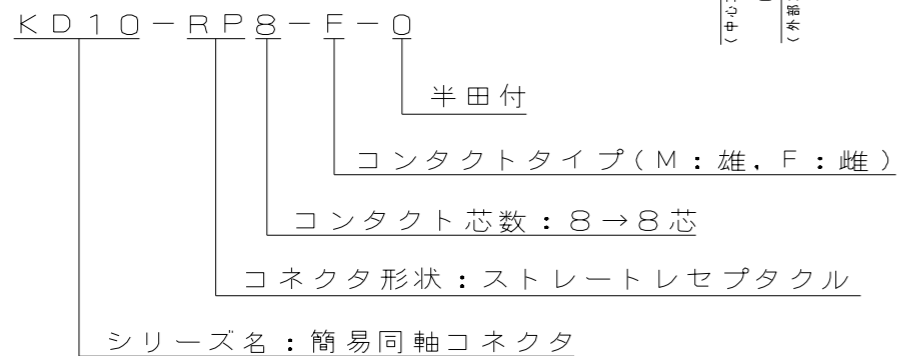 KD10-RP8-F-0
半田付
コンタクトタイプ(M:雄,F:雌)
コンタクト芯数:8→8芯
コネクタ形状:ストレートレセプタクル
シリーズ名:簡易同軸コネクタ